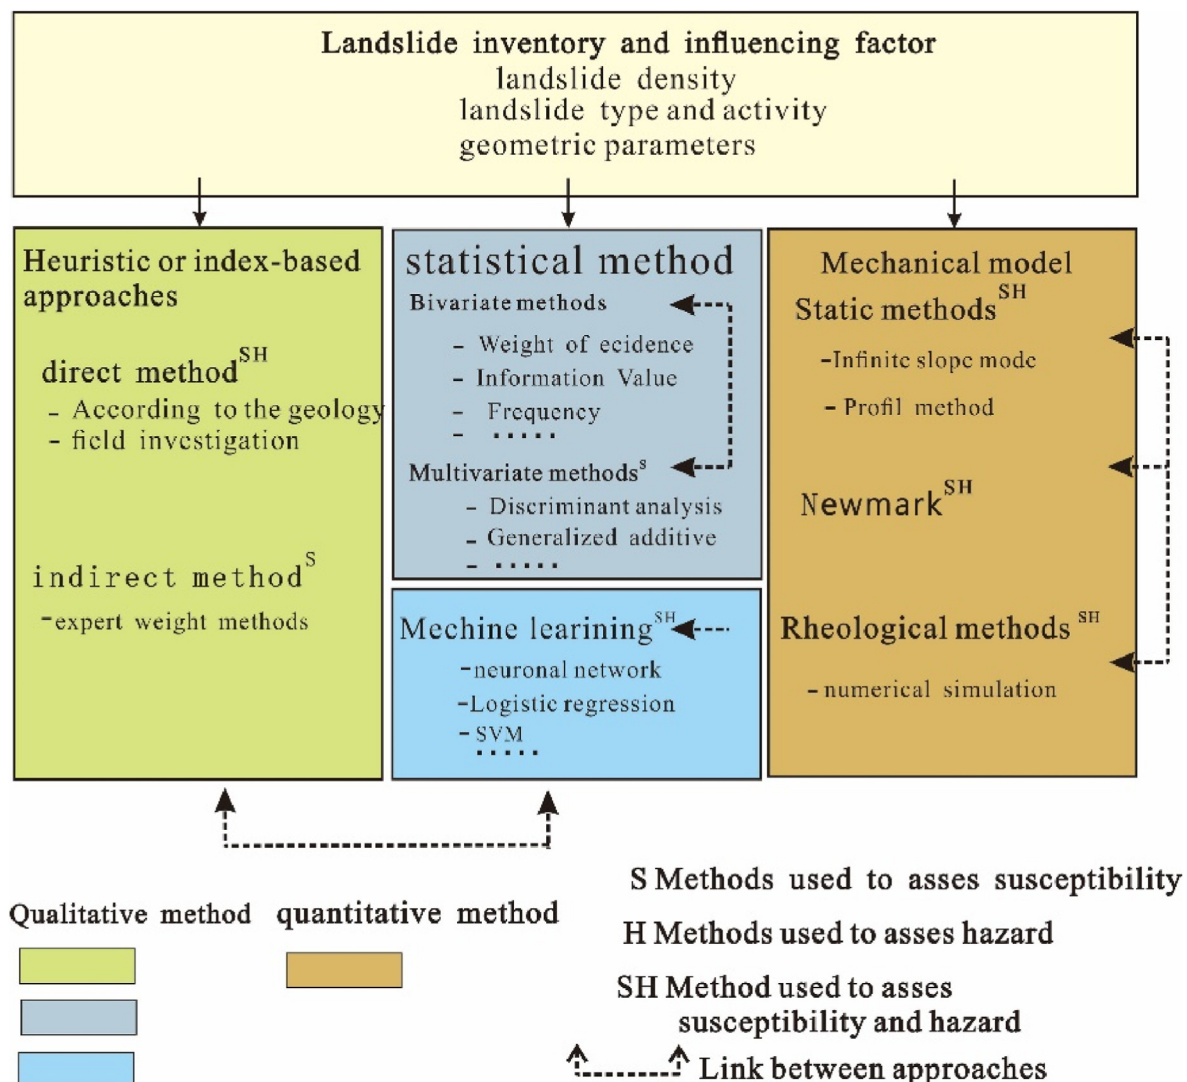 Landslide inventory and influencing factor
landslide density
landslide type and activity
geometric parameters
Heuristic or index-based
approaches
direct method SH
- According to the geology
- field investigation
indirect method S
-expert weight methods
statistical method
Bivariate methods
- Weight of ecidence
- Information Value
- Frequency
- .....
Multivariate methods S
- Discriminant analysis
- Generalized additive
- .....
Mechine learining SH
-neuronal network
-Logistic regression
- SVM
.....
Mechanical model
Static methods SH
-Infinite slope mode
- Profil method
Newmark SH
Rheological methods SH
- numerical simulation
Qualitative method
quantitative method
S Methods used to asses susceptibility
H Methods used to asses hazard
SH Method used to asses
susceptibility and hazard
Link between approaches